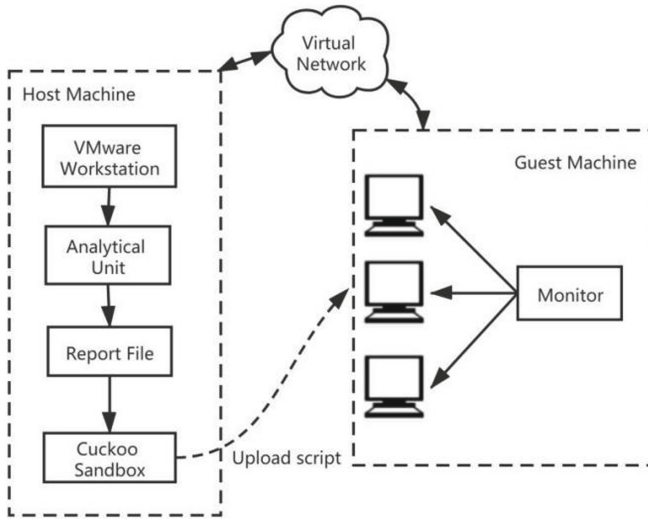 Virtual
Network
Host Machine
VMware
Workstation
Analytical
Unit
Report File
Cuckoo
Sandbox
Upload script
Guest Machine
Monitor